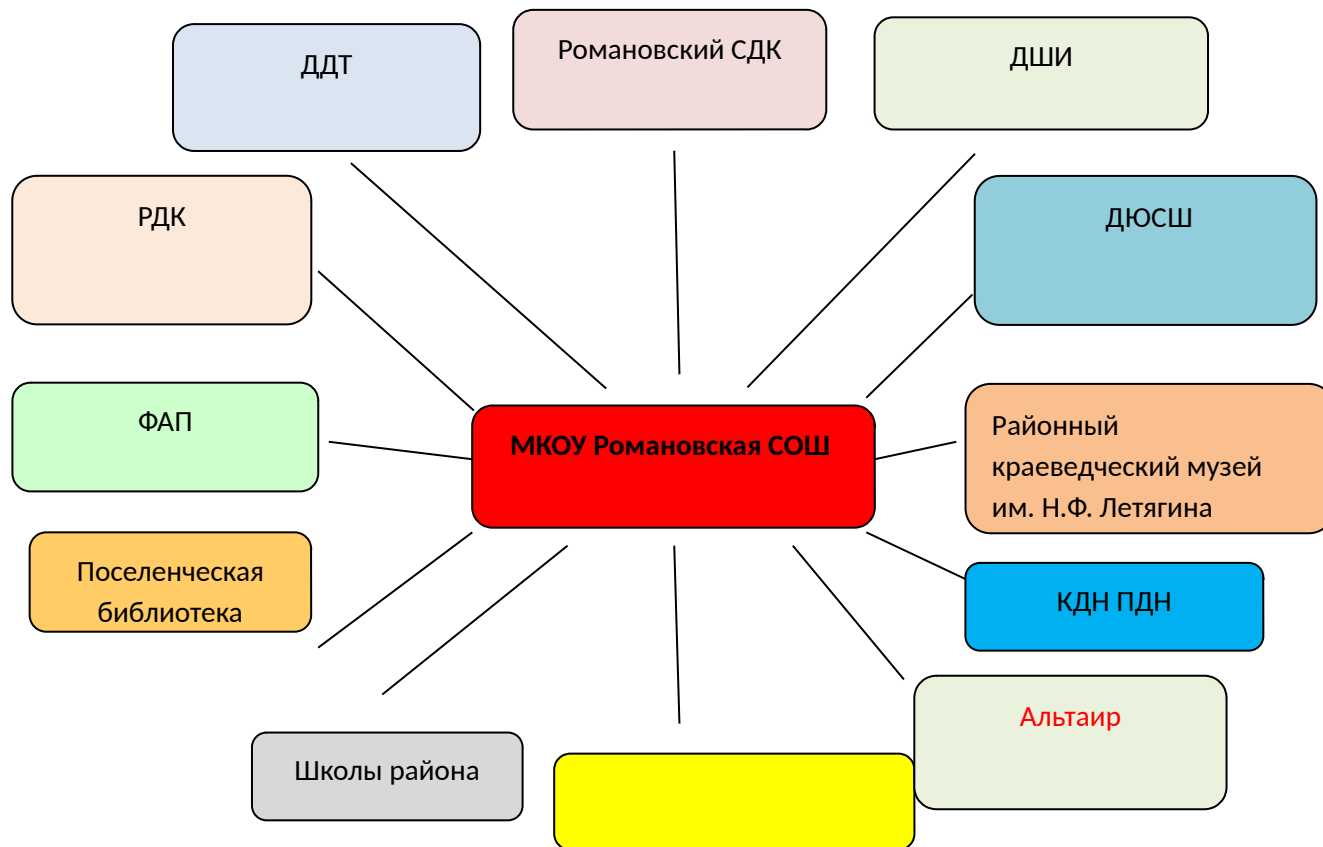 ДДТ
Романовский СДК
ДШИ
РДК
ДЮСШ
ФАП
МКОУ Романовская СОШ
Районный
краеведческий музей
им. Н.Ф. Летягина
Поселенческая
библиотека
КДН ПДН
Альтаир
Школы района